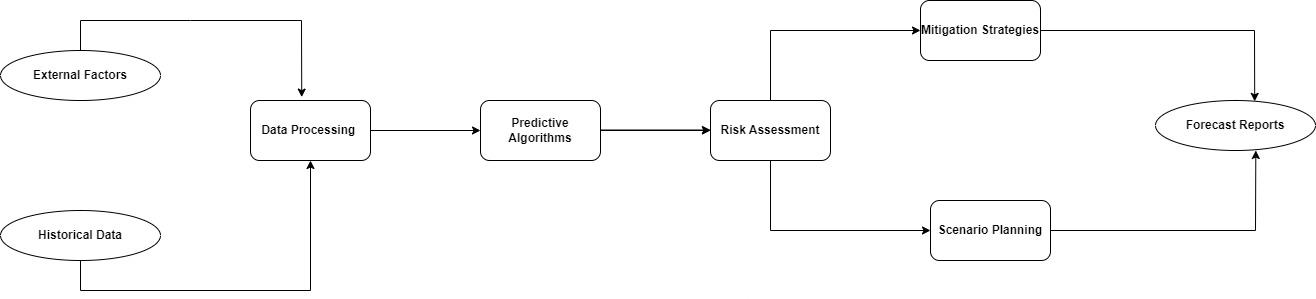 External Factors
Historical Data
Data Processing
Predictive
Algorithms
Risk Assessment
Mitigation Strategies
Scenario Planning
Forecast Reports